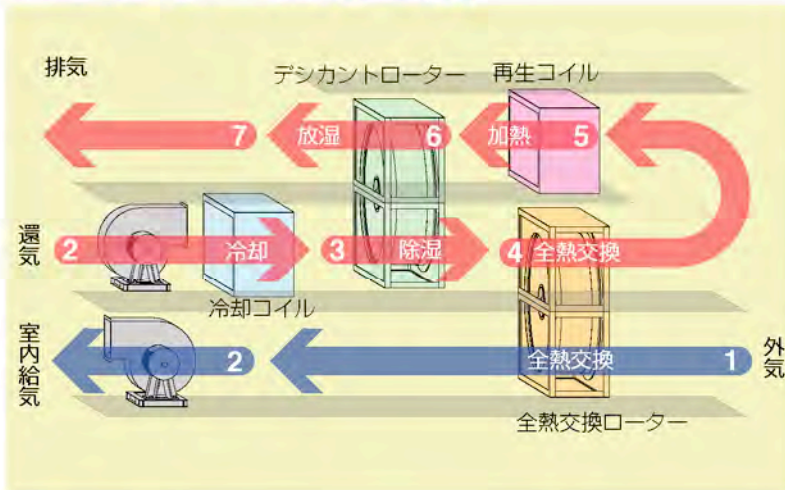 排気
デシカントローター
再生コイル
7
放湿
6
加熱
5
還気
2
冷却
3
除湿
4
全熱交換
冷却コイル
室内給気
2
全熱交換
1
外気
全熱交換ローター